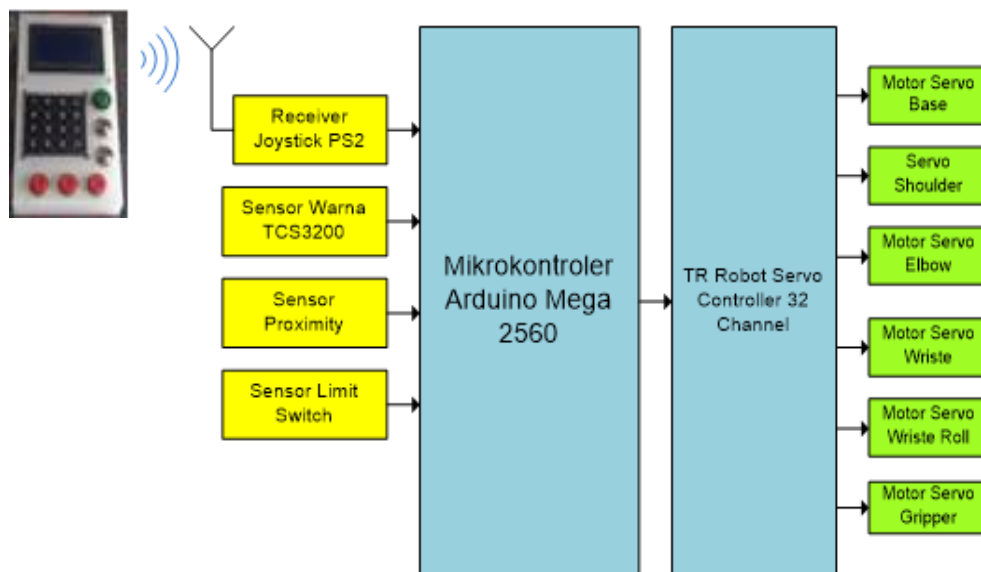 Receiver
Joystick PS2
Sensor Warna
TCS3200
Sensor
Proximity
Sensor Limit
Switch
Mikrokontroler
Arduino Mega
2560
TR Robot Servo
Controller 32
Channel
Motor Servo
Base
Servo
Shoulder
Motor Servo
Elbow
Motor Servo
Wriste
Motor Servo
Wriste Roll
Motor Servo
Gripper